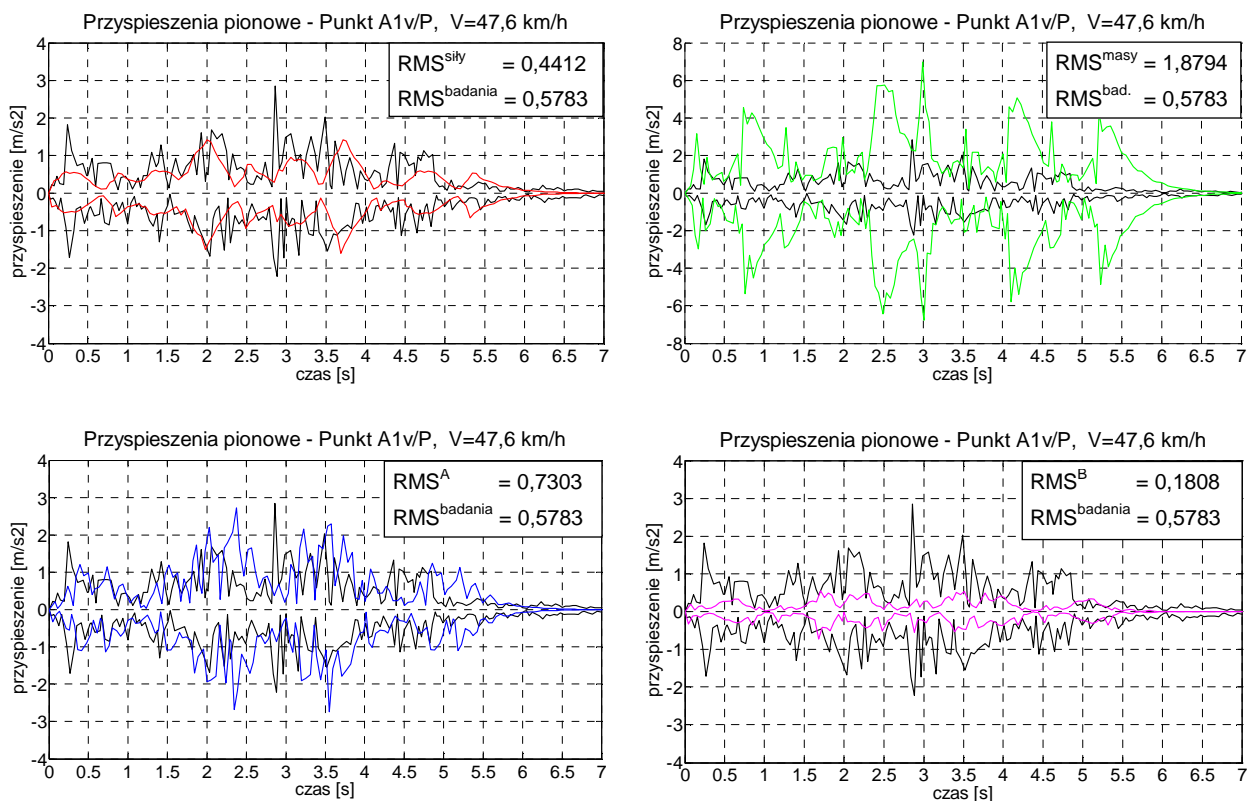 Przyspieszenia pionowe - Punkt A1v/P, V=47,6 km/h
RMS^siły = 0,4412
RMS^badania = 0,5783
przyspieszenie [m/s2]
4
3
2
1
0
-1
-2
-3
-4
0 0.5 1 1.5 2 2.5 3 3.5 4 4.5 5 5.5 6 6.5 7
czas [s]
Przyspieszenia pionowe - Punkt A1v/P, V=47,6 km/h
RMS^masy = 1,8794
RMS^bad. = 0,5783
przyspieszenie [m/s2]
8
6
4
2
0
-2
-4
-6
-8
0 0.5 1 1.5 2 2.5 3 3.5 4 4.5 5 5.5 6 6.5 7
czas [s]
Przyspieszenia pionowe - Punkt A1v/P, V=47,6 km/h
RMS^A = 0,7303
RMS^badania = 0,5783
przyspieszenie [m/s2]
4
3
2
1
0
-1
-2
-3
-4
0 0.5 1 1.5 2 2.5 3 3.5 4 4.5 5 5.5 6 6.5 7
czas [s]
Przyspieszenia pionowe - Punkt A1v/P, V=47,6 km/h
RMS^B = 0,1808
RMS^badania = 0,5783
przyspieszenie [m/s2]
4
3
2
1
0
-1
-2
-3
-4
0 0.5 1 1.5 2 2.5 3 3.5 4 4.5 5 5.5 6 6.5 7
czas [s]